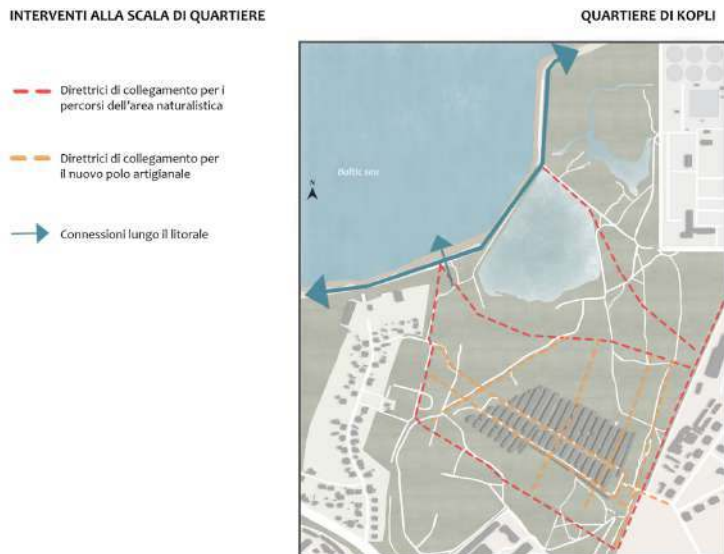 INTERVENTI ALLA SCALA DI QUARTIERE
QUARTIERE DI KOPLI
Direttrici di collegamento per i
percorsi dell'area naturalistica
Direttrici di collegamento per
il nuovo polo artigianale
Connessioni lungo il litorale
Baltic sea
N